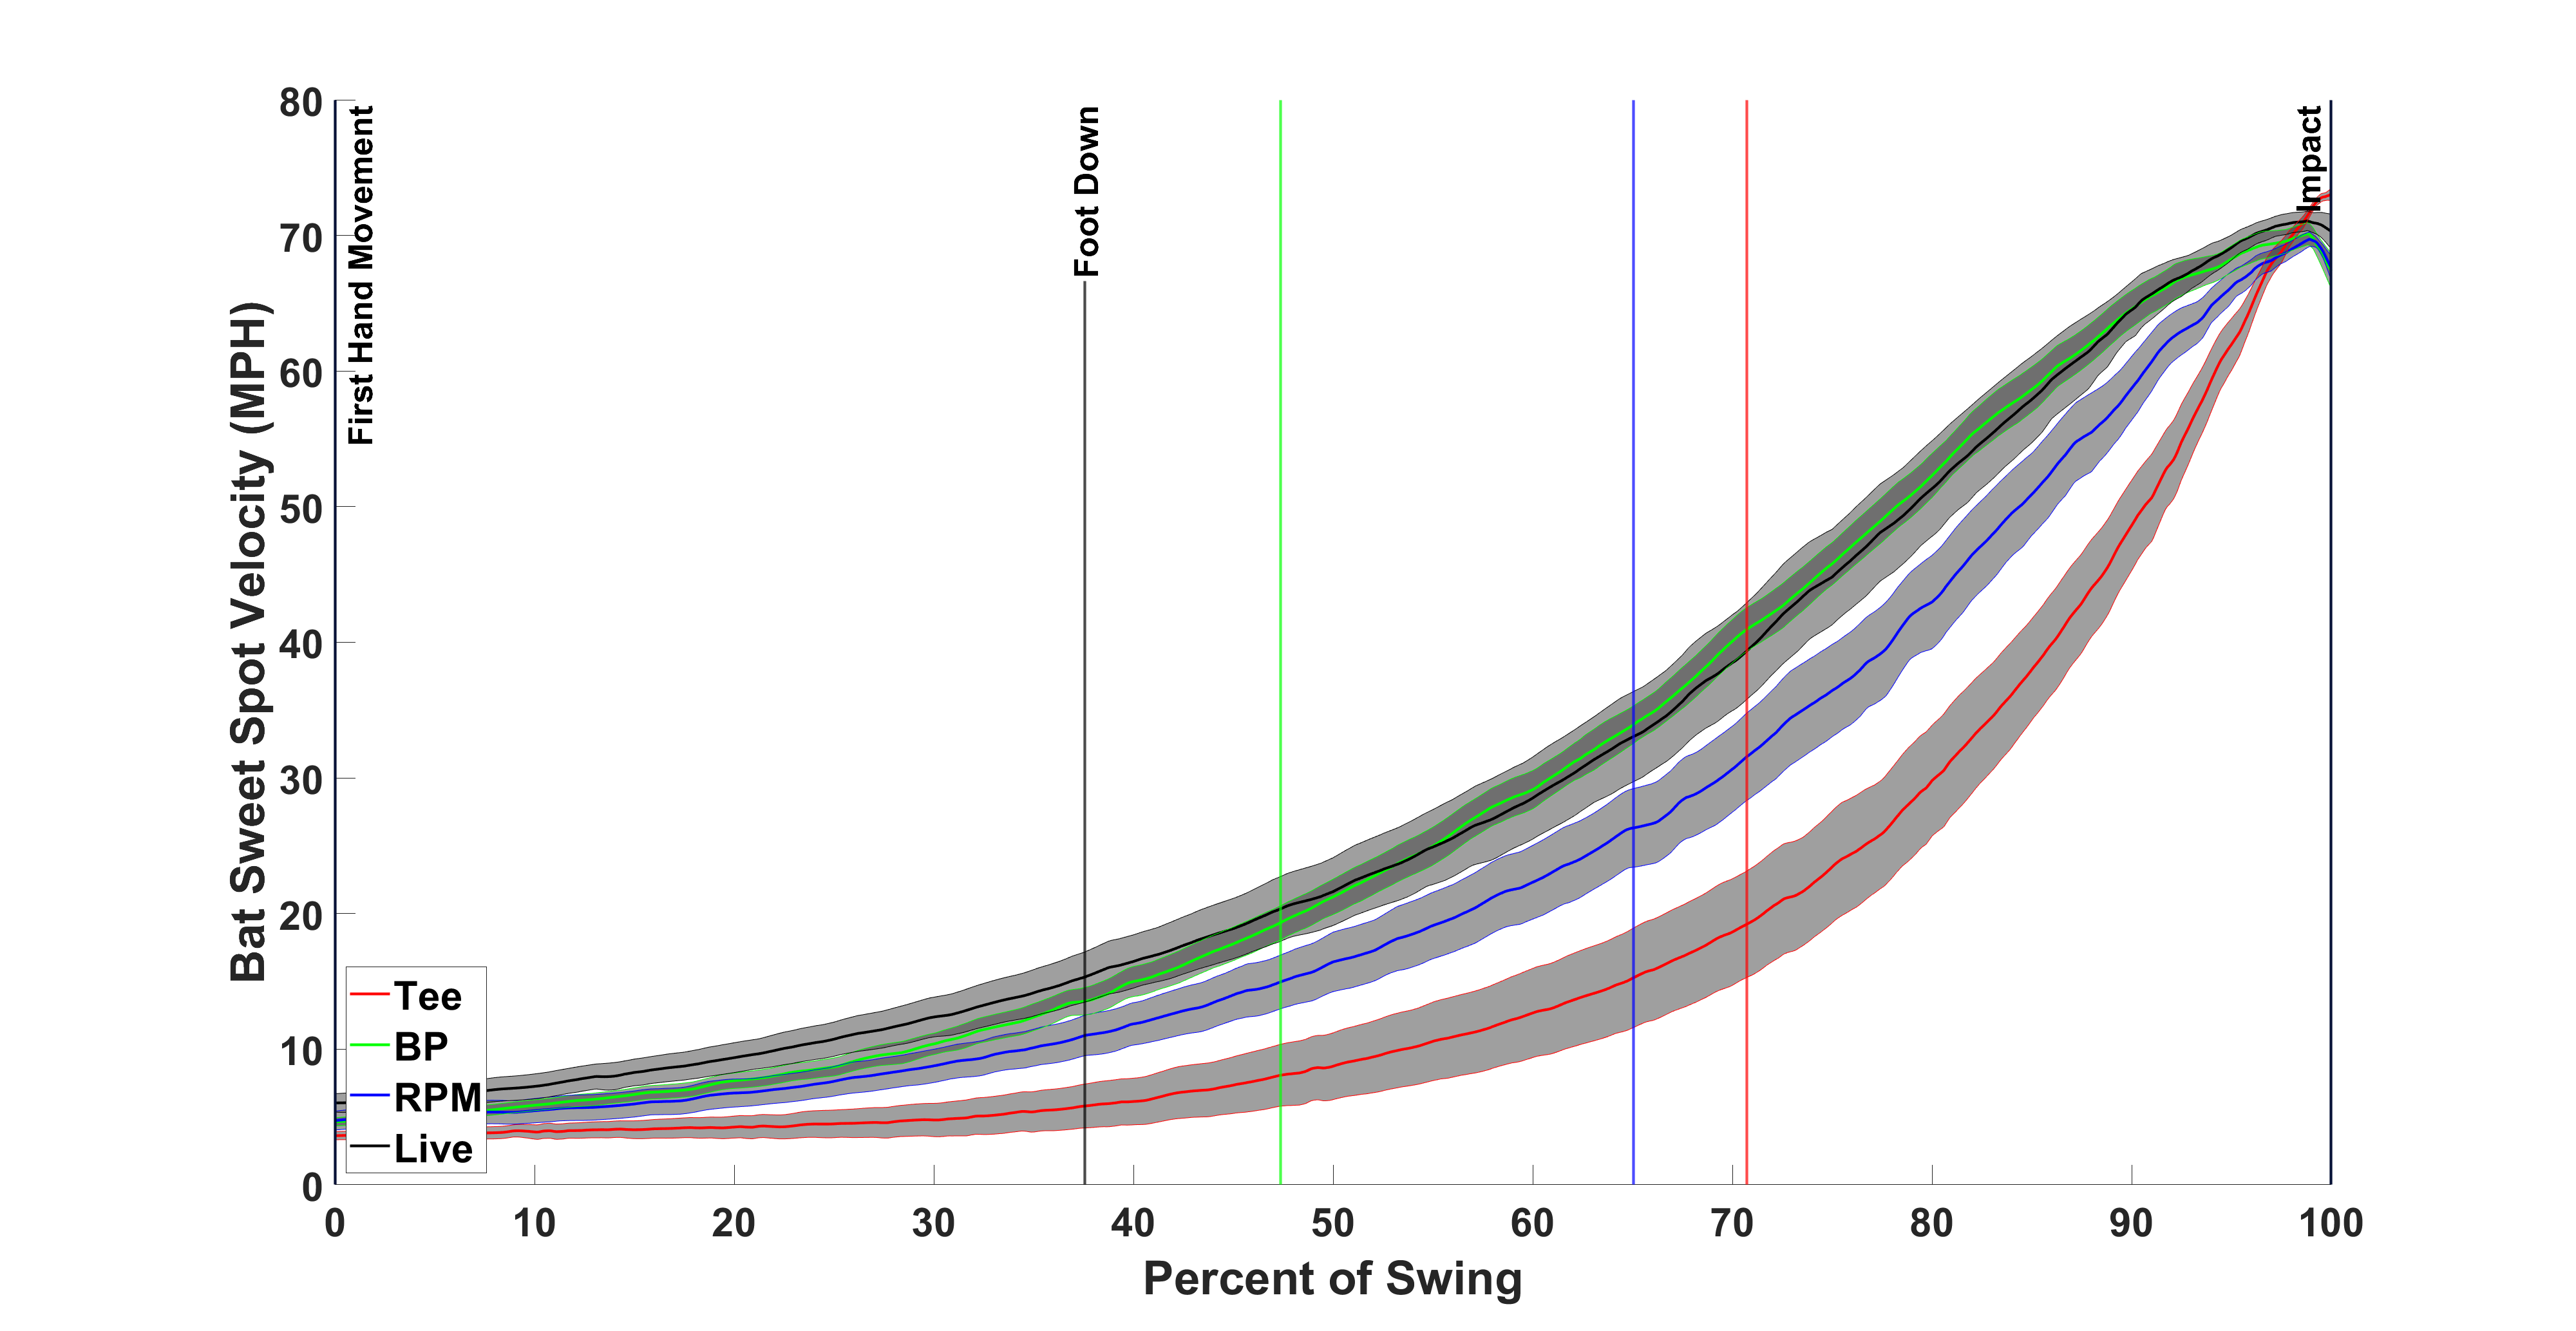 80
70
60
50
40
30
20
10
0
Bat Sweet Spot Velocity (MPH)
First Hand Movement
Foot Down
Impact
Tee
BP
RPM
Live
0 10 20 30 40 50 60 70 80 90 100
Percent of Swing